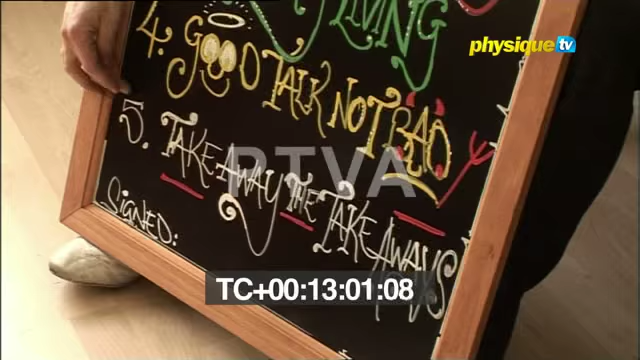 physique tv
LIVING
4. GOOD TALK NOT BAD
5. TAKE AWAY THE TAKE AWAYS
SIGNED:
PTVA
TC+00:13:01:08